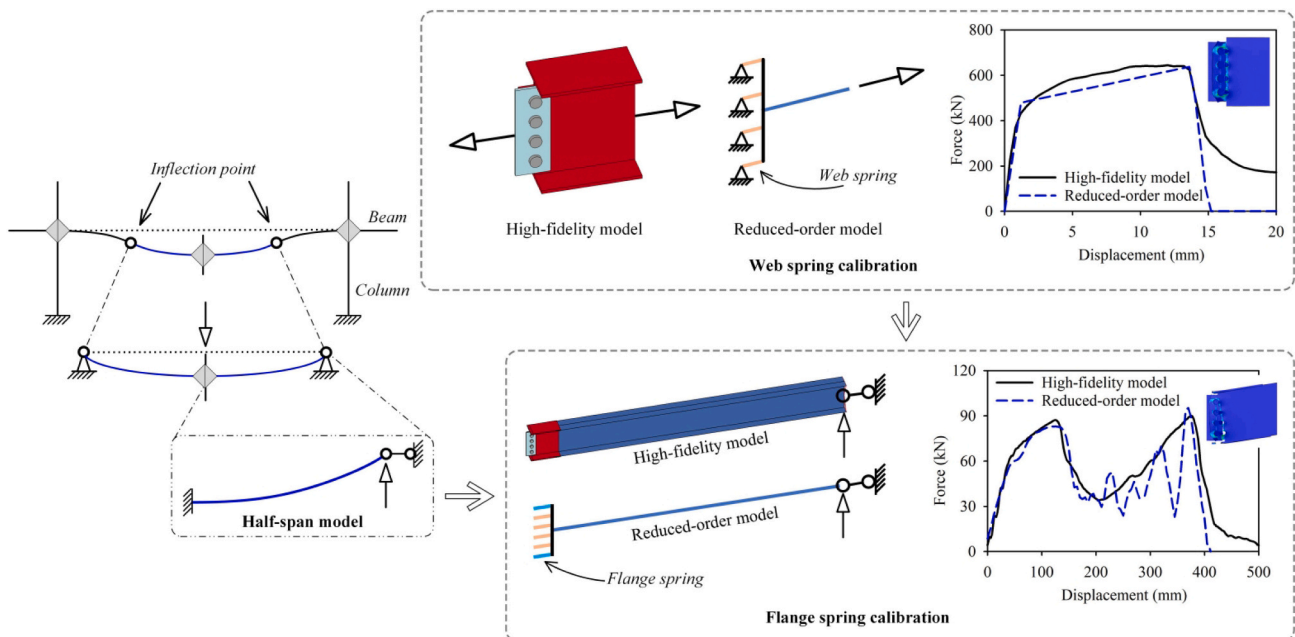 Inflection point
Beam
Column
Half-span model
High-fidelity model
Web spring
Reduced-order model
Web spring calibration
Force (kN)
800
600
400
200
0
High-fidelity model
Reduced-order model
0 5 10 15 20
Displacement (mm)
High-fidelity model
Reduced-order model
Flange spring
Flange spring calibration
Force (kN)
120
90
60
30
0
High-fidelity model
Reduced-order model
0 100 200 300 400 500
Displacement (mm)